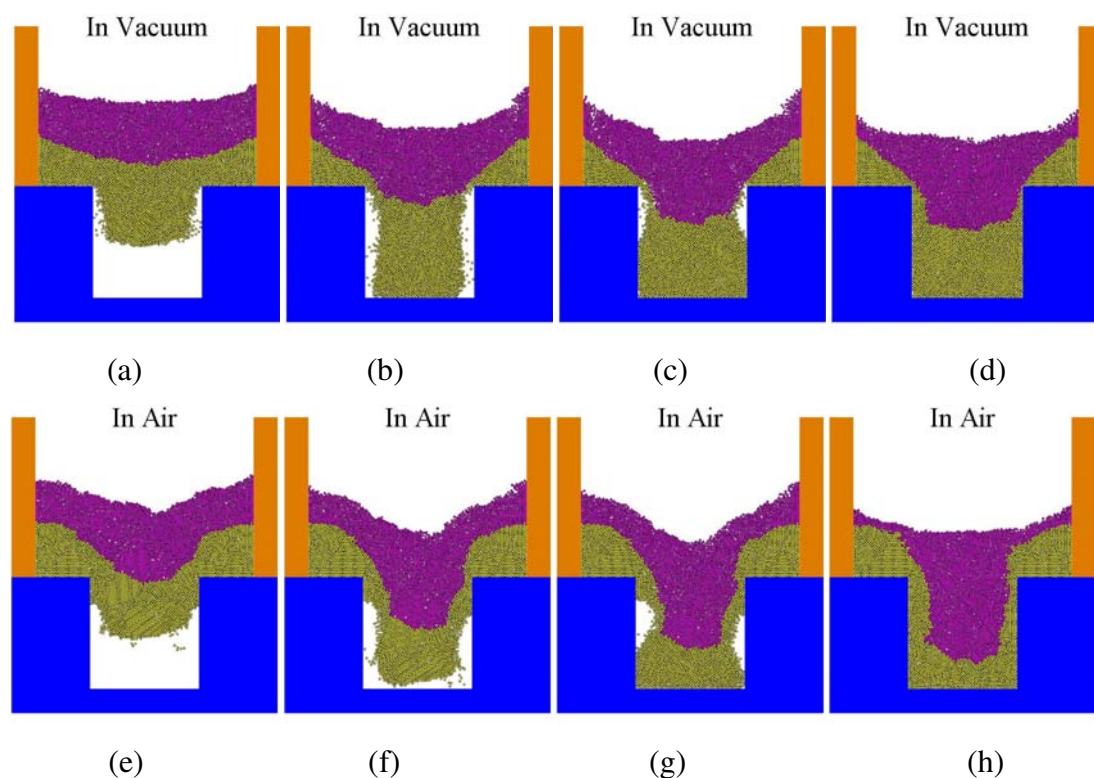 In Vacuum In Vacuum In Vacuum In Vacuum
(a) (b) (c) (d)
In Air In Air In Air In Air
(e) (f) (g) (h)